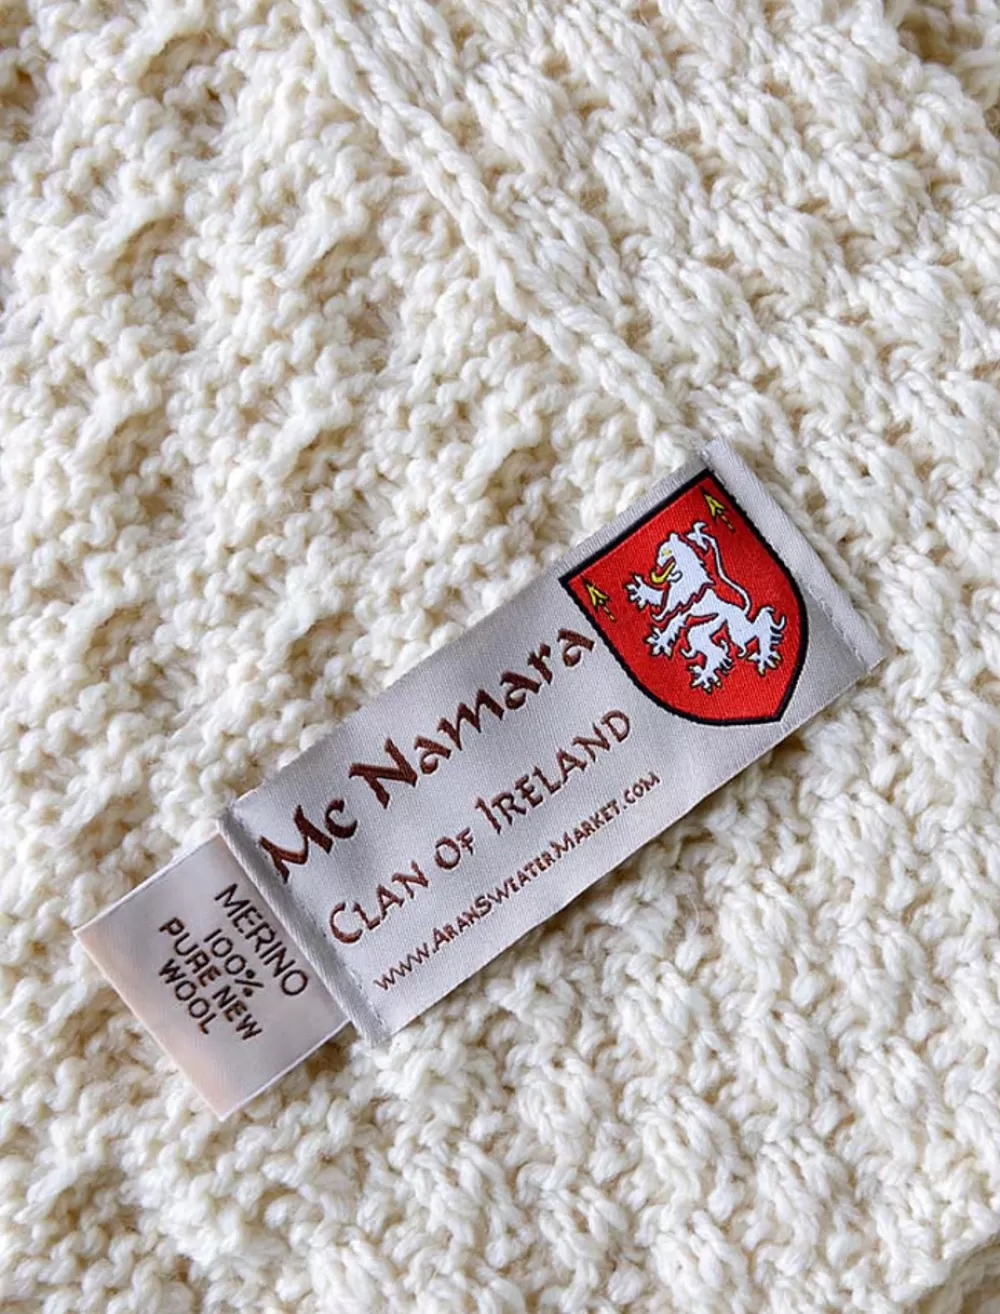 Mc Namara
Clan Of Ireland
www.AranSweaterMarket.com
MERINO
100%
PURE NEW
WOOL